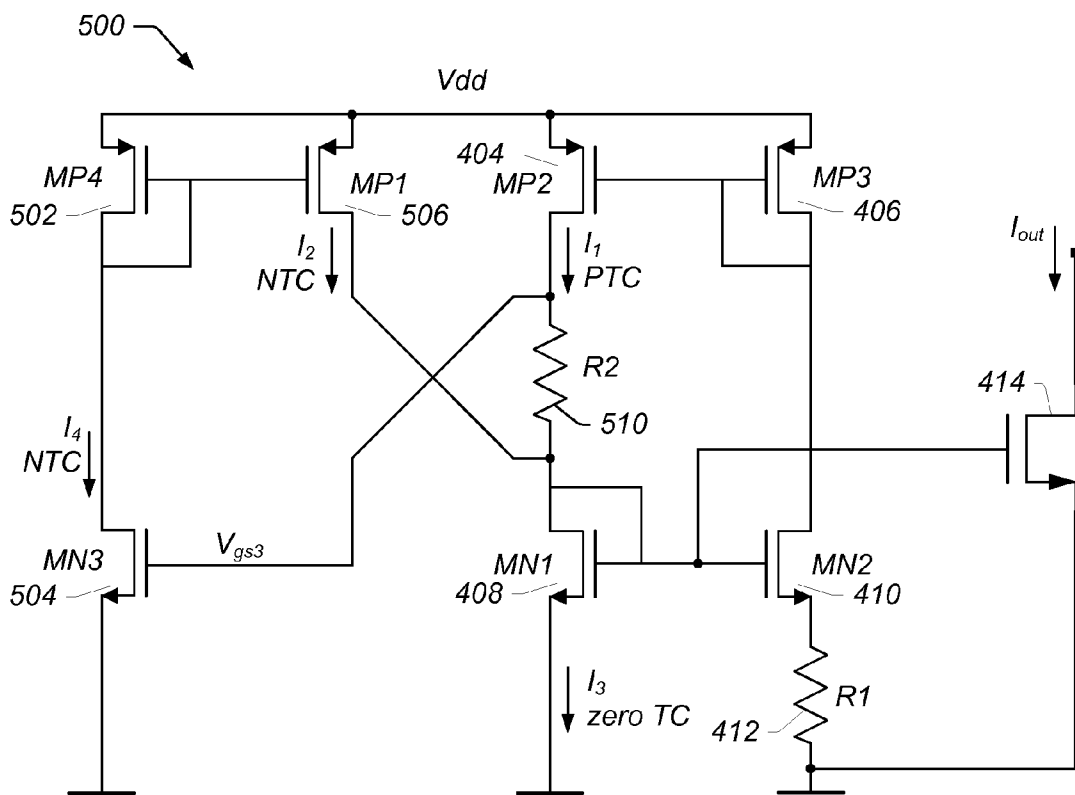 500
Vdd
MP4
502
MP1
506
404
MP2
MP3
406
I2
NTC
I1
PTC
Iout
R2
510
414
I4
NTC
Vgs3
MN3
504
MN1
408
MN2
410
I3
zero TC
R1
412